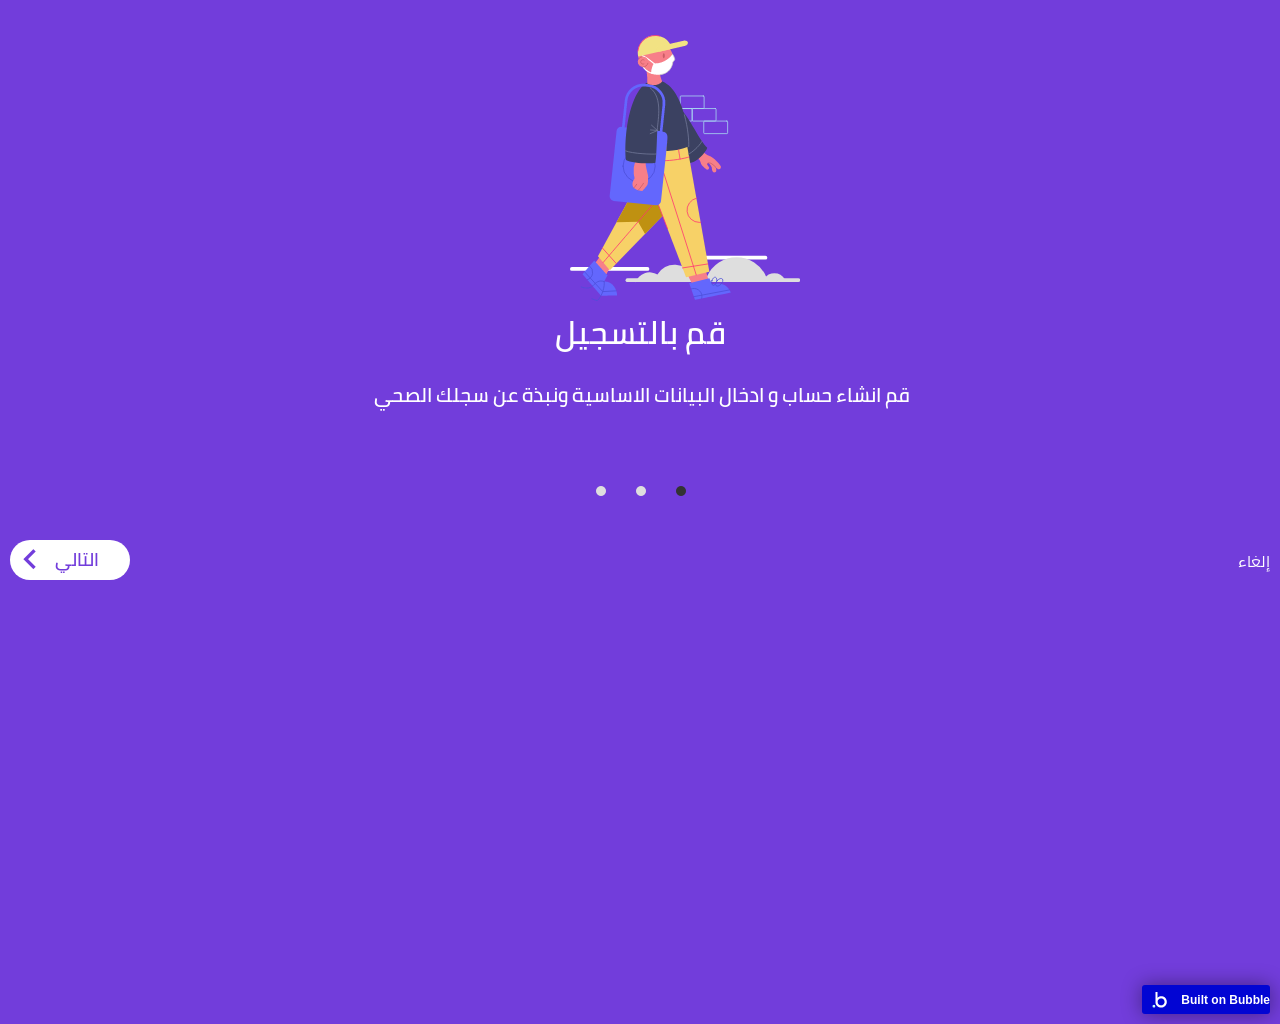 قم بالتسجيل
قم انشاء حساب و ادخال البيانات الاساسية ونبذة عن سجلك الصحي
إلغاء
التالي
Built on Bubble